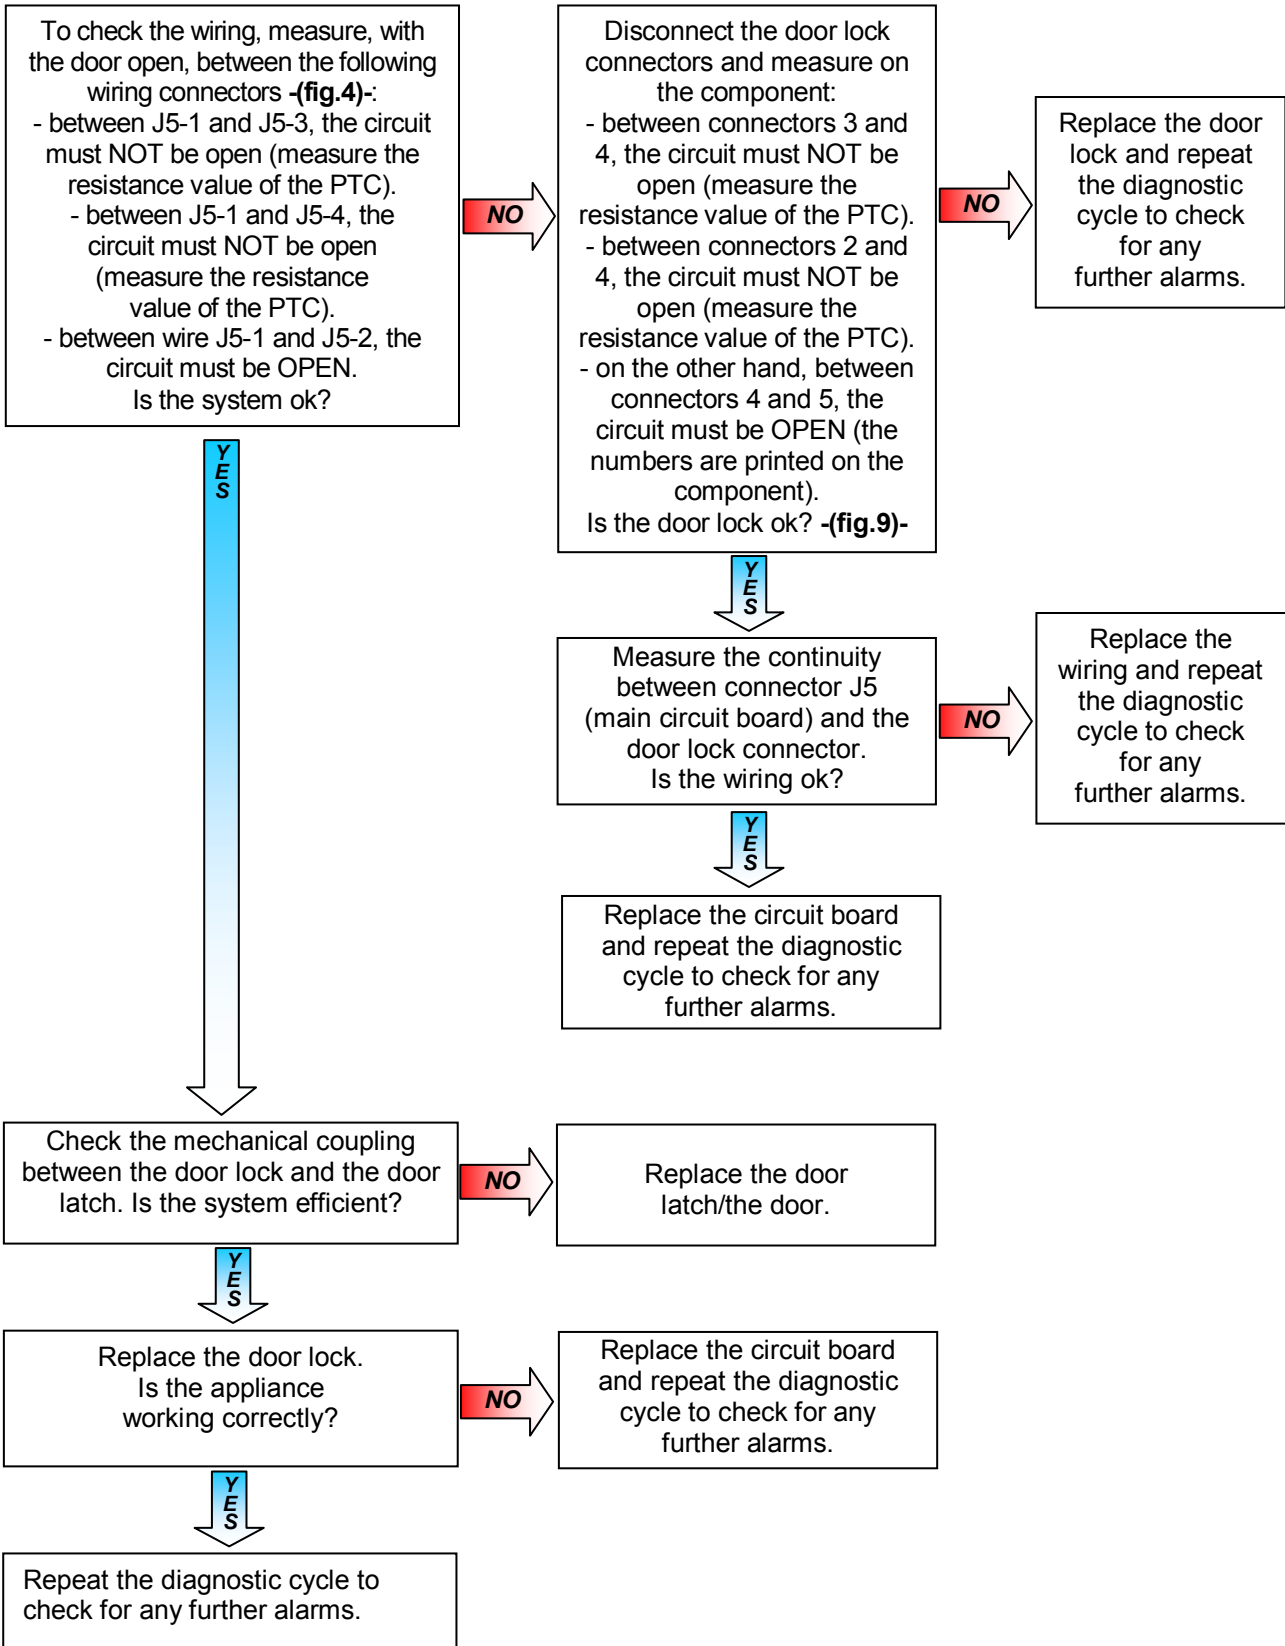 To check the wiring, measure, with
the door open, between the following
wiring connectors -(fig.4)-:
- between J5-1 and J5-3, the circuit
must NOT be open (measure the
resistance value of the PTC).
- between J5-1 and J5-4, the
circuit must NOT be open
(measure the resistance
value of the PTC).
- between wire J5-1 and J5-2, the
circuit must be OPEN.
Is the system ok?
NO
Disconnect the door lock
connectors and measure on
the component:
- between connectors 3 and
4, the circuit must NOT be
open (measure the
resistance value of the PTC).
- between connectors 2 and
4, the circuit must NOT be
open (measure the
resistance value of the PTC).
- on the other hand, between
connectors 4 and 5, the
circuit must be OPEN (the
numbers are printed on the
component).
Is the door lock ok? -(fig.9)-
NO
Replace the door
lock and repeat
the diagnostic
cycle to check
for any
further alarms.
YES
YES
Measure the continuity
between connector J5
(main circuit board) and the
door lock connector.
Is the wiring ok?
NO
Replace the
wiring and repeat
the diagnostic
cycle to check
for any
further alarms.
YES
Replace the circuit board
and repeat the diagnostic
cycle to check for any
further alarms.
Check the mechanical coupling
between the door lock and the door
latch. Is the system efficient?
NO
Replace the door
latch/the door.
YES
Replace the door lock.
Is the appliance
working correctly?
NO
Replace the circuit board
and repeat the diagnostic
cycle to check for any
further alarms.
YES
Repeat the diagnostic cycle to
check for any further alarms.